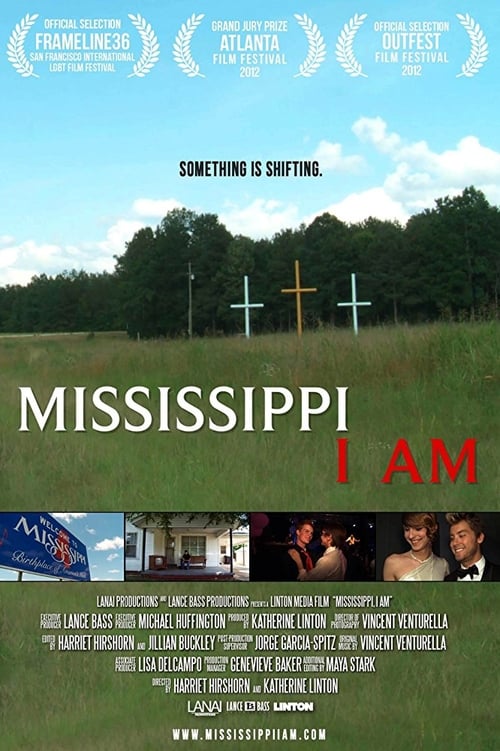 OFFICIAL SELECTION
FRAMELINE36
SAN FRANCISCO INTERNATIONAL
LGBT FILM FESTIVAL
GRAND JURY PRIZE
ATLANTA
FILM FESTIVAL
2012
OFFICIAL SELECTION
OUTFEST
FILM FESTIVAL
2012
SOMETHING IS SHIFTING.
MISSISSIPPI
I AM
WELCOME TO
MISSISSIPPI
Birthplace of
LANAI PRODUCTIONS AND LANCE BASS PRODUCTIONS PRESENTS A LINTON MEDIA FILM "MISSISSIPPI, I AM"
EXECUTIVE PRODUCER LANCE BASS EXECUTIVE PRODUCER MICHAEL HUFFINGTON PRODUCED BY KATHERINE LINTON DIRECTOR OF PHOTOGRAPHY VINCENT VENTURELLA
EDITED BY HARRIET HIRSHORN AND JILLIAN BUCKLEY POST-PRODUCTION SUPERVISOR JORGE GARCIA-SPITZ ORIGINAL MUSIC BY VINCENT VENTURELLA
ASSOCIATE PRODUCER LISA DELCAMPO PRODUCTION MANAGER GENEVIEVE BAKER ADDITIONAL EDITING BY MAYA STARK
DIRECTED BY HARRIET HIRSHORN AND KATHERINE LINTON
LANAI LANCE BASS LINTON
WWW.MISSISSIPPIIAM.COM